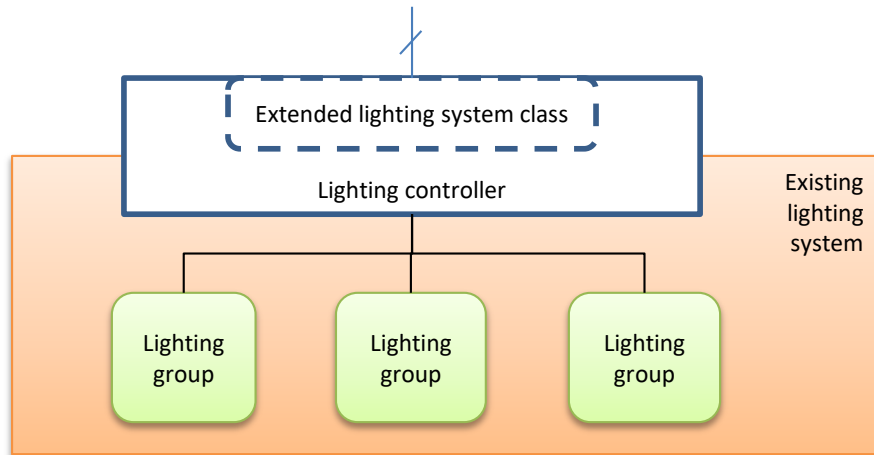 Extended lighting system class
Lighting controller
Existing
lighting
system
Lighting
group
Lighting
group
Lighting
group